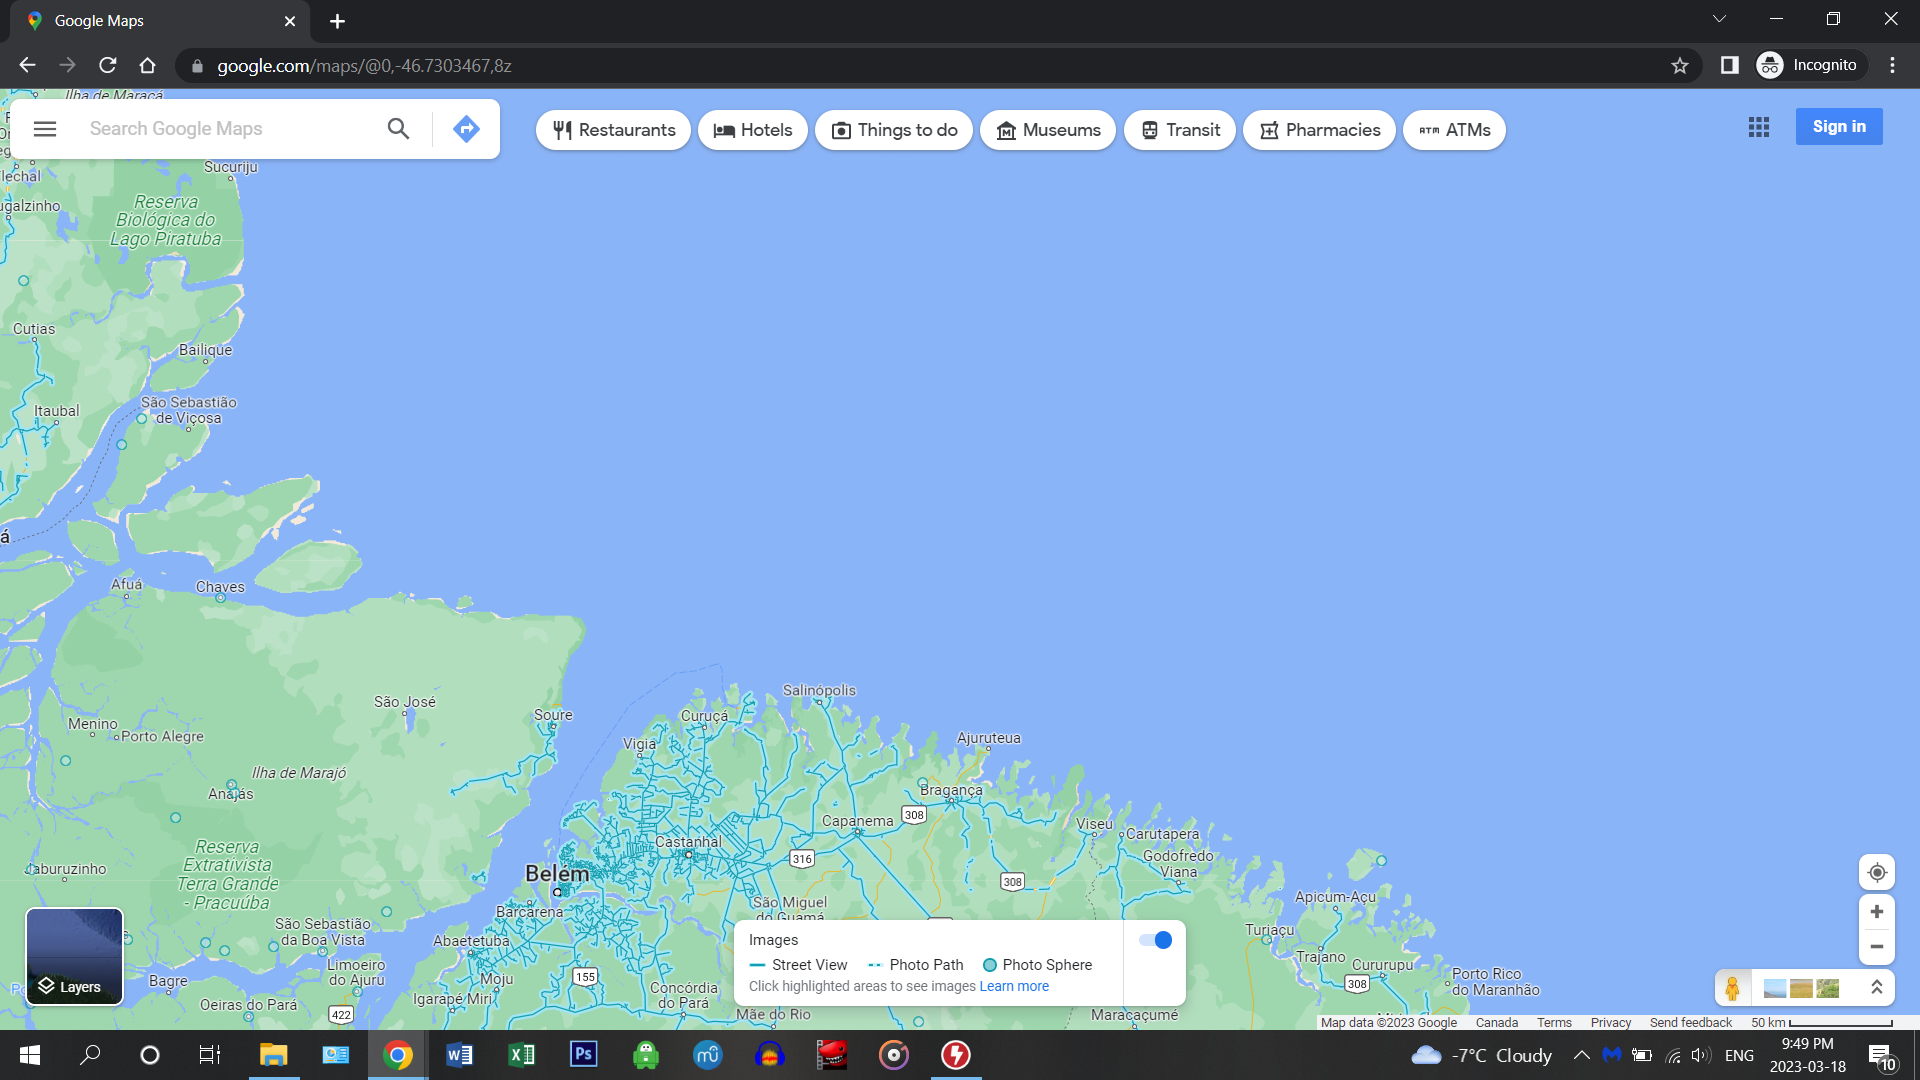 Google Maps
google.com/maps/@0,-46.7303467,8z
Incognito
Ilha de Maracá
Search Google Maps
Restaurants
Hotels
Things to do
Museums
Transit
Pharmacies
ATMs
Sign in
Sucuriju
Reserva
Biológica do
Lago Piratuba
Cutias
Bailique
Itaubal
São Sebastião
de Viçosa
Afuá
Chaves
São José
Soure
Menino
Porto Alegre
Ilha de Marajó
Anajás
Salinópolis
Curuçá
Vigia
Ajuruteua
Bragança
308
Capanema
Viseu
Carutapera
Castanhal
316
Godofredo
Viana
Belém
308
Reserva
Extrativista
Terra Grande
- Pracuúba
Jaburuzinho
São Miguel
do Guamá
Apicum-Açu
Barcarena
São Sebastião
da Boa Vista
Abaetetuba
Turiaçu
Trajano
Cururupu
Porto Rico
do Maranhão
308
Limoeiro
do Ajuru
Moju
155
Bagre
Oeiras do Pará
Igarapé Miri
422
Concórdia
do Pará
Mãe do Rio
Maracaçumé
Layers
Images
Street View
Photo Path
Photo Sphere
Click highlighted areas to see images Learn more
Map data ©2023 Google
Canada
Terms
Privacy
Send feedback
50 km
-7°C Cloudy
ENG
9:49 PM
2023-03-18
10